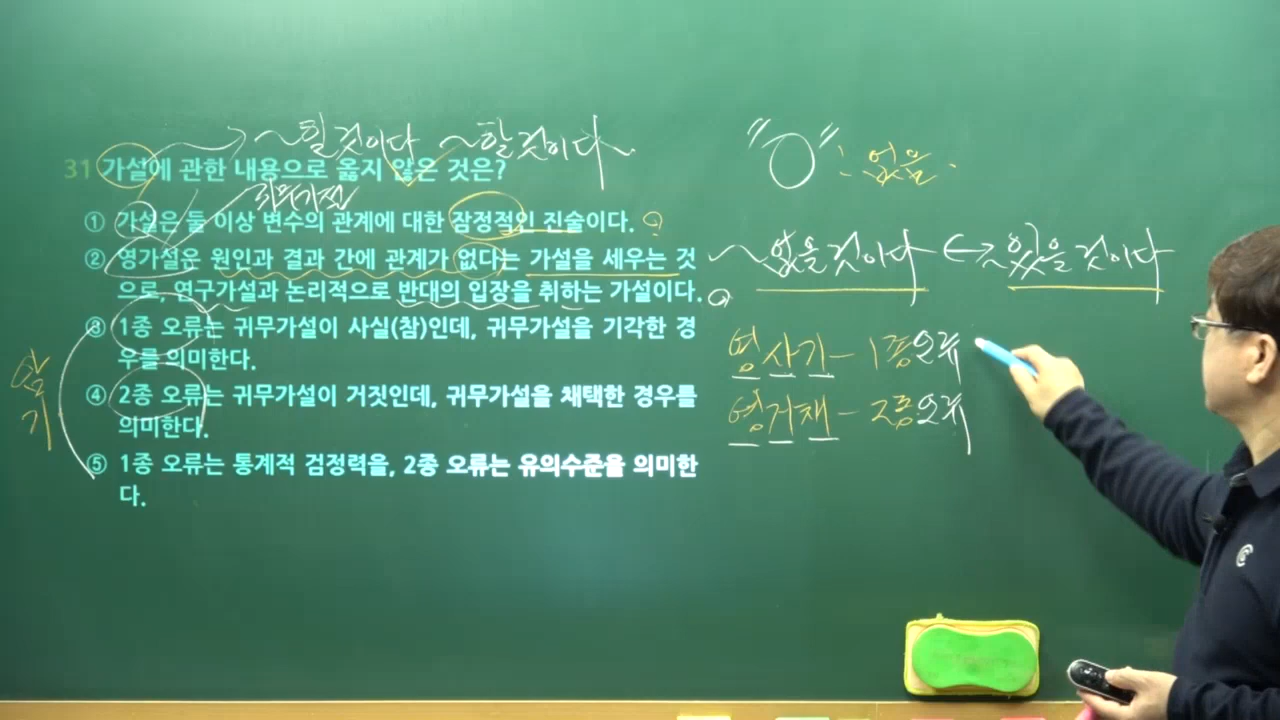 ~될 것이다 ~할 것이다.
31 가설에 관한 내용으로 옳지 않은 것은?
귀무가설
① 가설은 둘 이상 변수의 관계에 대한 잠정적인 진술이다.
② 영가설은 원인과 결과 간에 관계가 없다는 가설을 세우는 것
으로, 연구가설과 논리적으로 반대의 입장을 취하는 가설이다.
③ 1종 오류는 귀무가설이 사실(참)인데, 귀무가설을 기각한 경
우를 의미한다.
④ 2종 오류는 귀무가설이 거짓인데, 귀무가설을 채택한 경우를
의미한다.
⑤ 1종 오류는 통계적 검정력을, 2종 오류는 유의수준을 의미한
다.
암
기
"0" : 없음.
~없을 것이다 ↔ ~있을 것이다
영사기 - 1종오류
영거채 - 2종오류